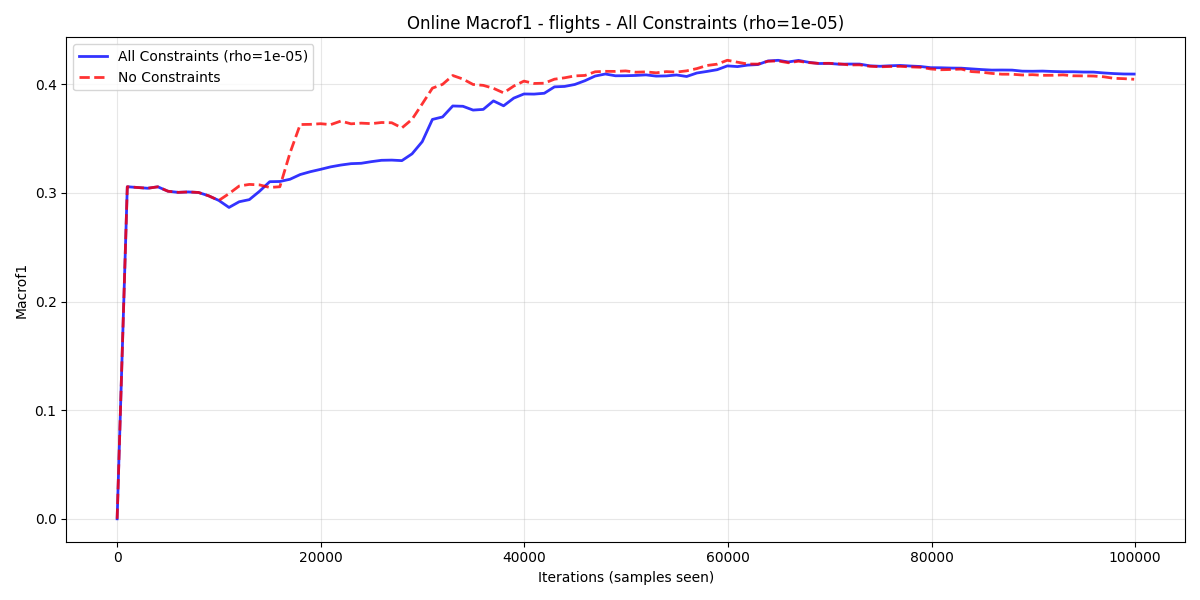 Online Macrof1 - flights - All Constraints (rho=1e-05)
All Constraints (rho=1e-05)
No Constraints
Macrof1
0.4
0.3
0.2
0.1
0.0
0 20000 40000 60000 80000 100000
Iterations (samples seen)